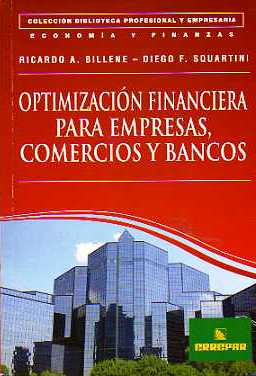 COLECCIÓN BIBLIOTECA PROFESIONAL Y EMPRESARIA
ECONOMÍA Y FINANZAS
RICARDO A. BILLENE - DIEGO F. SQUARTINI
OPTIMIZACIÓN FINANCIERA
PARA EMPRESAS,
COMERCIOS Y BANCOS
ERREPAR